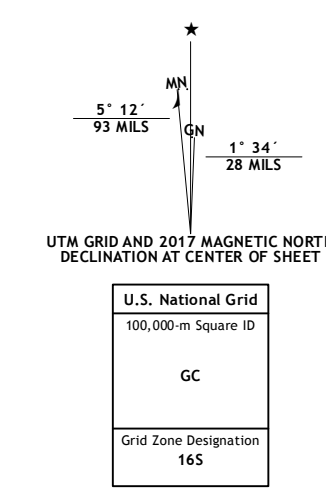 ★
MN
5° 12´
93 MILS
GN
1° 34´
28 MILS
UTM GRID AND 2017 MAGNETIC NORT
DECLINATION AT CENTER OF SHEET
U.S. National Grid
100,000-m Square ID
GC
Grid Zone Designation
16S